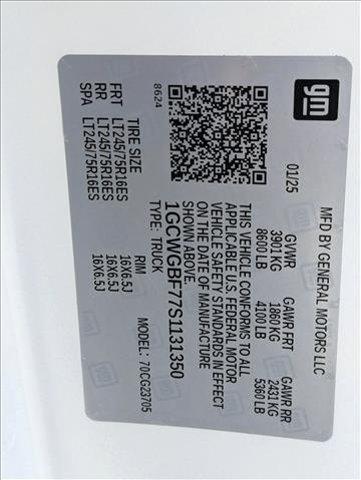 gm
MFD BY GENERAL MOTORS LLC
01/25
GVWR GAWR FRT GAWR RR
3901 KG 1860 KG 2431 KG
8600 LB 4100 LB 5360 LB
THIS VEHICLE CONFORMS TO ALL
APPLICABLE U.S. FEDERAL MOTOR
VEHICLE SAFETY STANDARDS IN EFFECT
ON THE DATE OF MANUFACTURE
SHOWN ABOVE.
1GCWGBF77S1131350
TYPE: TRUCK MODEL: 70CG23705
8624
TIRE SIZE RIM
FRT LT245/75R16ES 16X6.5J
RR LT245/75R16ES 16X6.5J
SPA LT245/75R16ES